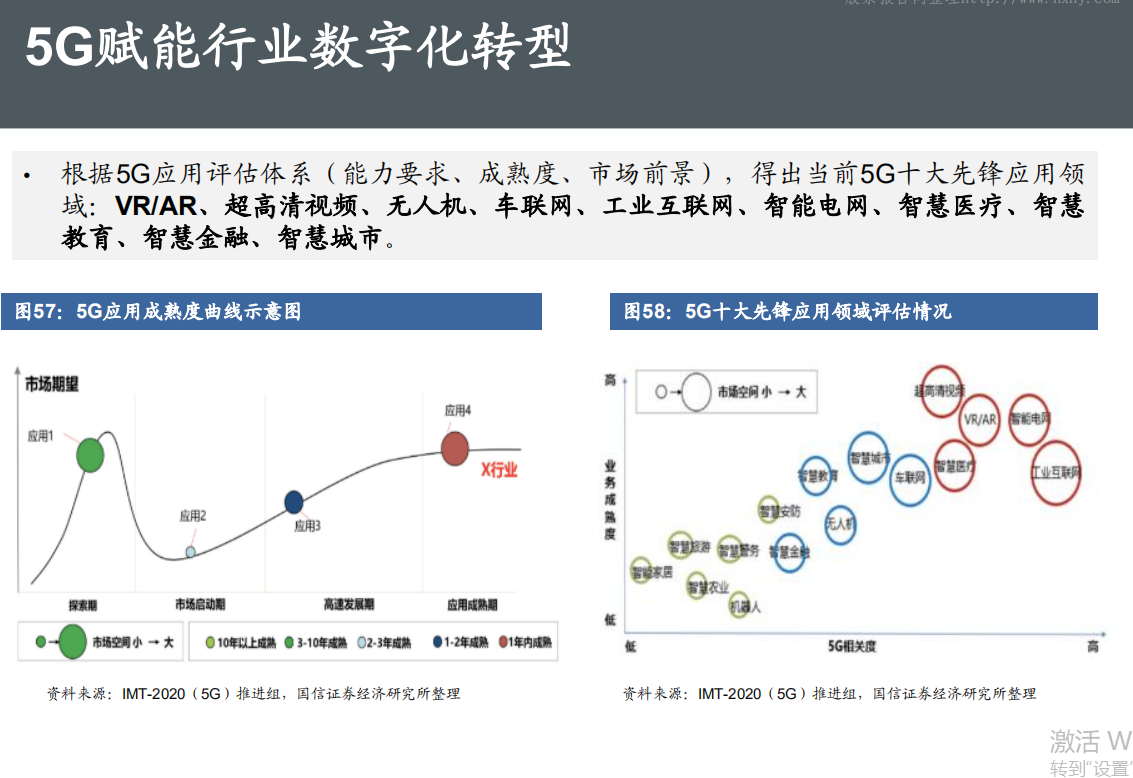 5G赋能行业数字化转型
• 根据5G应用评估体系（能力要求、成熟度、市场前景），得出当前5G十大先锋应用领
域：VR/AR、超高清视频、无人机、车联网、工业互联网、智能电网、智慧医疗、智慧
教育、智慧金融、智慧城市。
图57：5G应用成熟度曲线示意图
市场期望
应用1
应用2
应用3
应用4
X行业
探索期
市场启动期
高速发展期
应用成熟期
市场空间 小 → 大
10年以上成熟
3-10年成熟
2-3年成熟
1-2年成熟
1年内成熟
资料来源：IMT-2020（5G）推进组，国信证券经济研究所整理
图58：5G十大先锋应用领域评估情况
高
市场空间 小 → 大
业务成熟度
超高清视频
VR/AR
智能电网
智慧城市
智慧教育
车联网
智慧医疗
工业互联网
智慧安防
无人机
智慧旅游
智慧警务
智慧金融
智能家居
智慧农业
机器人
低
低
5G相关度
高
资料来源：IMT-2020（5G）推进组，国信证券经济研究所整理
激活 W
转到"设置"